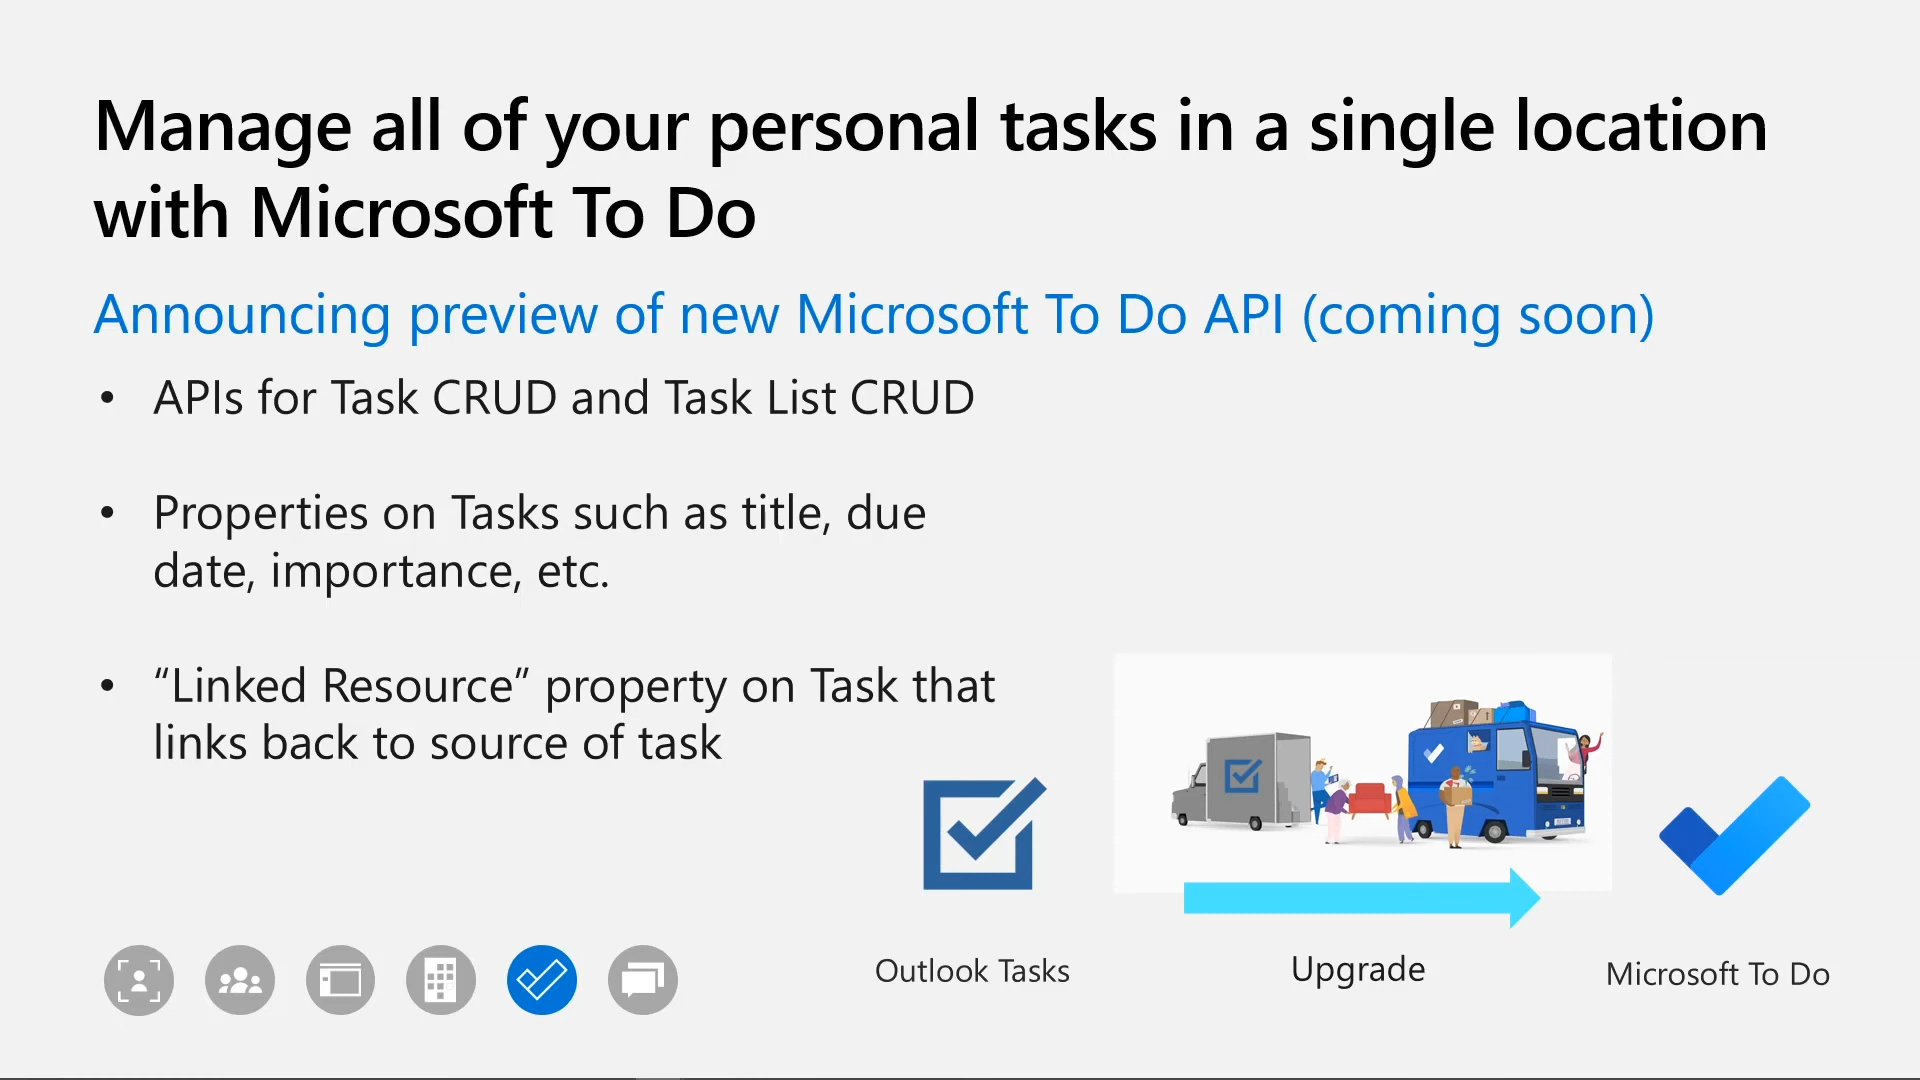 Manage all of your personal tasks in a single location
with Microsoft To Do
Announcing preview of new Microsoft To Do API (coming soon)
• APIs for Task CRUD and Task List CRUD
• Properties on Tasks such as title, due
date, importance, etc.
• “Linked Resource” property on Task that
links back to source of task
Outlook Tasks
Upgrade
Microsoft To Do